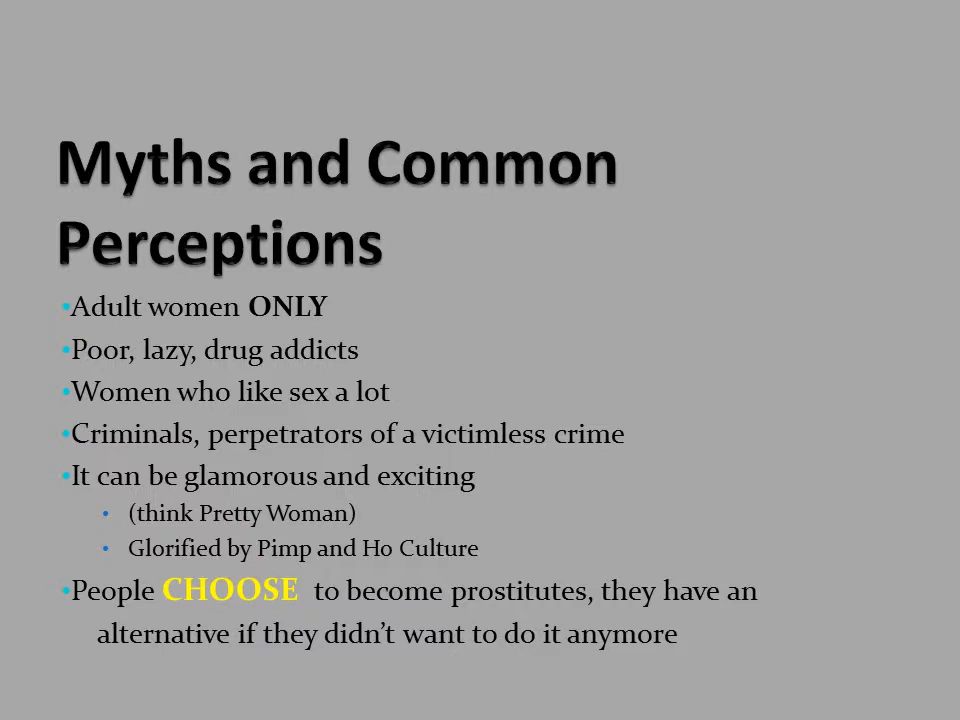 Myths and Common
Perceptions
•Adult women ONLY
•Poor, lazy, drug addicts
•Women who like sex a lot
•Criminals, perpetrators of a victimless crime
•It can be glamorous and exciting
• (think Pretty Woman)
• Glorified by Pimp and Ho Culture
•People CHOOSE to become prostitutes, they have an
alternative if they didn't want to do it anymore